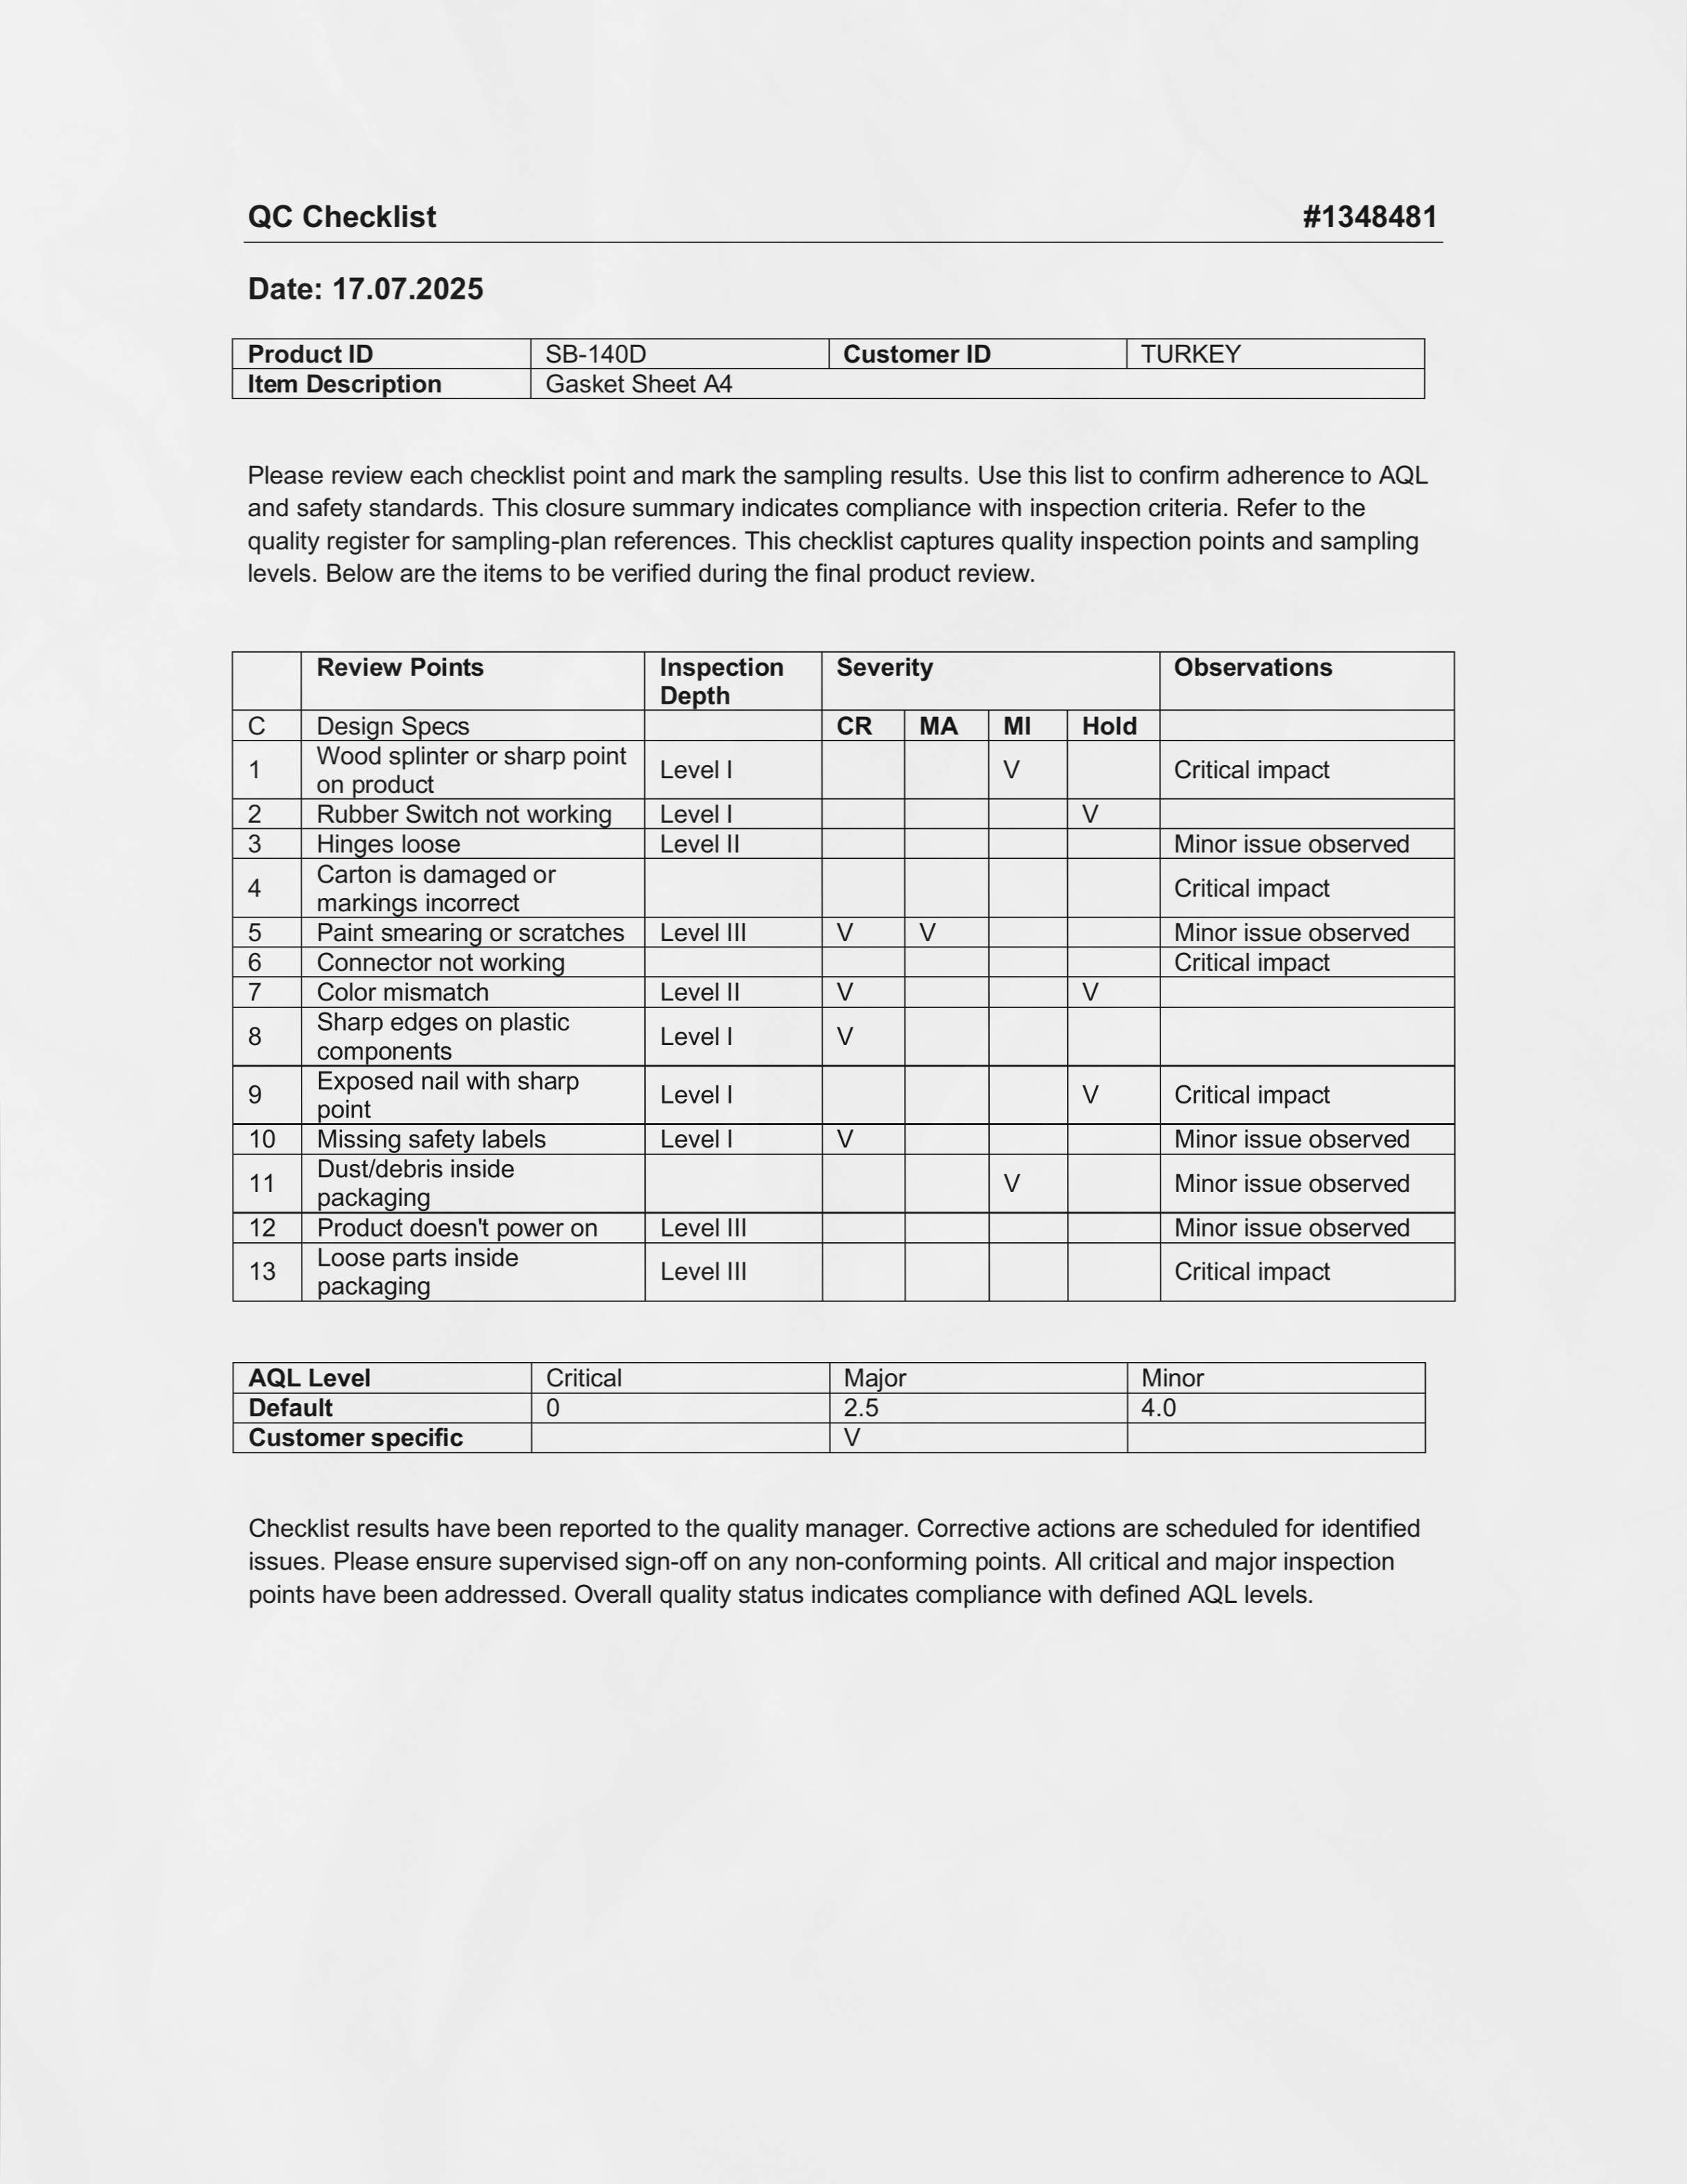 QC Checklist #1348481
Date: 17.07.2025
Product ID SB-140D Customer ID TURKEY
Item Description Gasket Sheet A4
Please review each checklist point and mark the sampling results. Use this list to confirm adherence to AQL
and safety standards. This closure summary indicates compliance with inspection criteria. Refer to the
quality register for sampling-plan references. This checklist captures quality inspection points and sampling
levels. Below are the items to be verified during the final product review.
Review Points Inspection Depth Severity Observations
C Design Specs CR MA MI Hold
1 Wood splinter or sharp point on product Level I V Critical impact
2 Rubber Switch not working Level I V
3 Hinges loose Level II Minor issue observed
4 Carton is damaged or markings incorrect Critical impact
5 Paint smearing or scratches Level III V V Minor issue observed
6 Connector not working Critical impact
7 Color mismatch Level II V V
8 Sharp edges on plastic components Level I V
9 Exposed nail with sharp point Level I V Critical impact
10 Missing safety labels Level I V Minor issue observed
11 Dust/debris inside packaging V Minor issue observed
12 Product doesn't power on Level III Minor issue observed
13 Loose parts inside packaging Level III Critical impact
AQL Level Critical Major Minor
Default 0 2.5 4.0
Customer specific V
Checklist results have been reported to the quality manager. Corrective actions are scheduled for identified
issues. Please ensure supervised sign-off on any non-conforming points. All critical and major inspection
points have been addressed. Overall quality status indicates compliance with defined AQL levels.